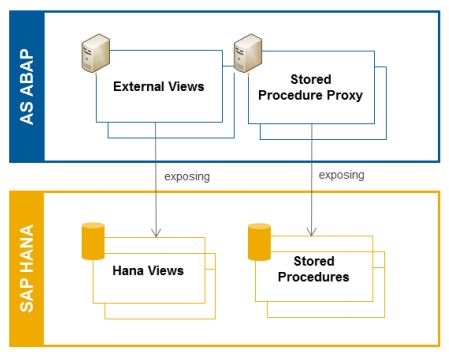 AS ABAP
External Views
Stored
Procedure Proxy
exposing
exposing
SAP HANA
Hana Views
Stored
Procedures